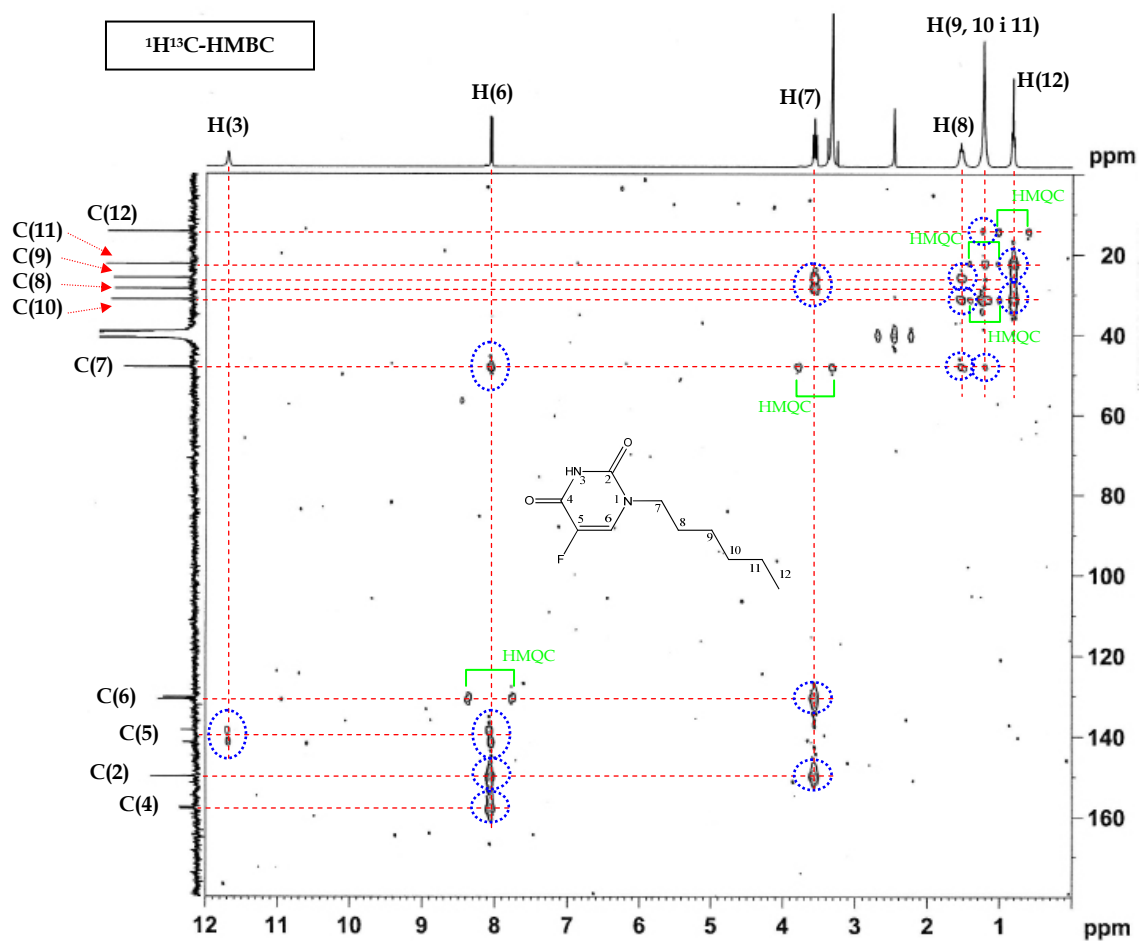 ¹H¹³C-HMBC
H(3)
H(6)
H(7)
H(8)
H(9, 10 i 11)
H(12)
ppm
C(12)
C(11)
C(9)
C(8)
C(10)
C(7)
C(6)
C(5)
C(2)
C(4)
HMQC
HMQC
HMQC
HMQC
HMQC
O
HN
3
2
O
4
N
1
5
6
7
8
9
10
11
12
F
20
40
60
80
100
120
140
160
12 11 10 9 8 7 6 5 4 3 2 1 ppm